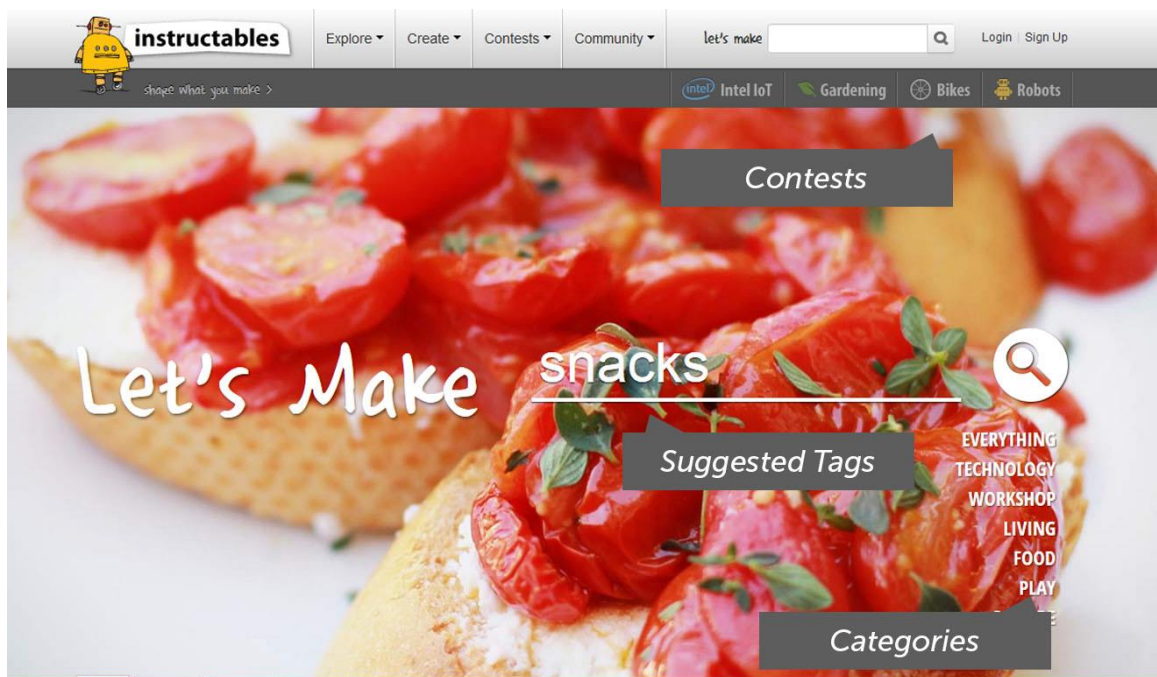 instructables
Explore
Create
Contests
Community
let's make
Login
Sign Up
share what you make >
intel Intel IoT
Gardening
Bikes
Robots
Contests
Let's Make snacks
Suggested Tags
EVERYTHING
TECHNOLOGY
WORKSHOP
LIVING
FOOD
PLAY
Categories